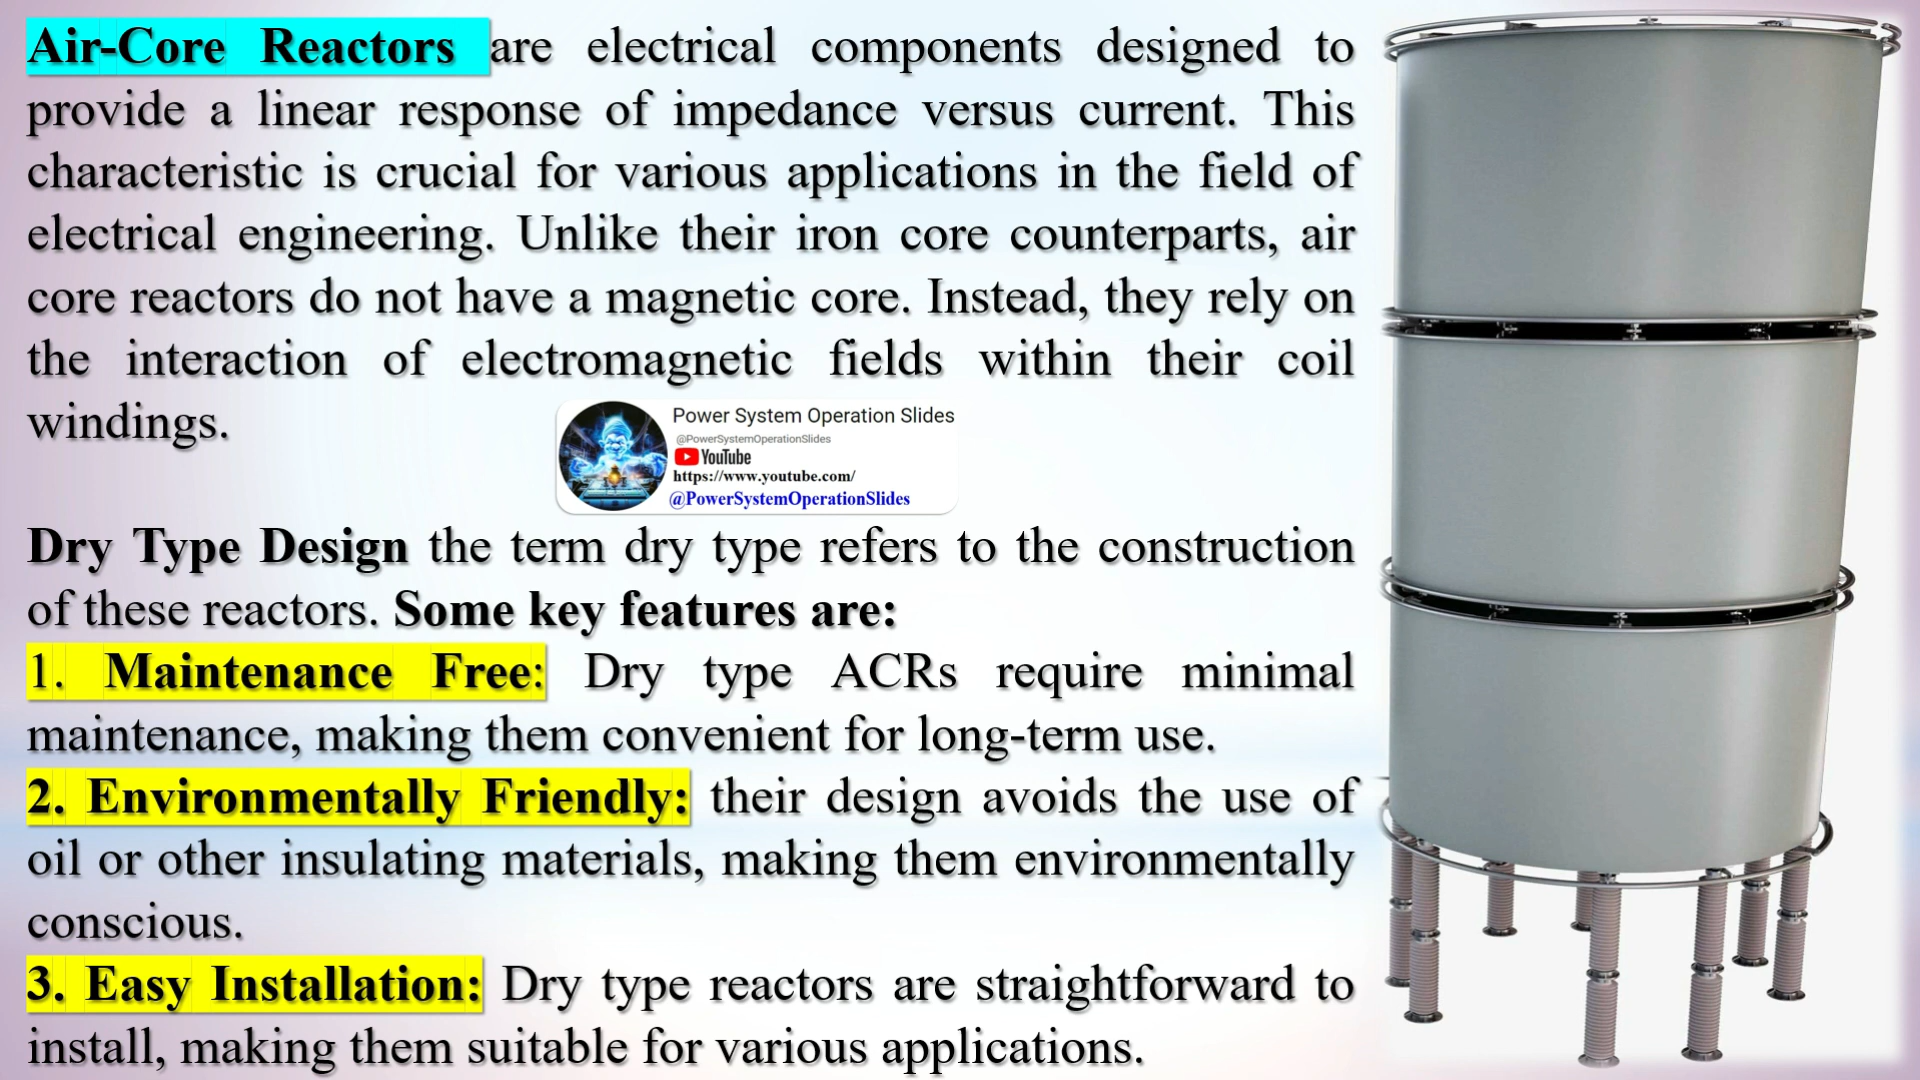 Air-Core Reactors are electrical components designed to
provide a linear response of impedance versus current. This
characteristic is crucial for various applications in the field of
electrical engineering. Unlike their iron core counterparts, air
core reactors do not have a magnetic core. Instead, they rely on
the interaction of electromagnetic fields within their coil
windings.
Power System Operation Slides
@PowerSystemOperationSlides
YouTube
https://www.youtube.com/
@PowerSystemOperationSlides
Dry Type Design the term dry type refers to the construction
of these reactors. Some key features are:
1. Maintenance Free: Dry type ACRs require minimal
maintenance, making them convenient for long-term use.
2. Environmentally Friendly: their design avoids the use of
oil or other insulating materials, making them environmentally
conscious.
3. Easy Installation: Dry type reactors are straightforward to
install, making them suitable for various applications.